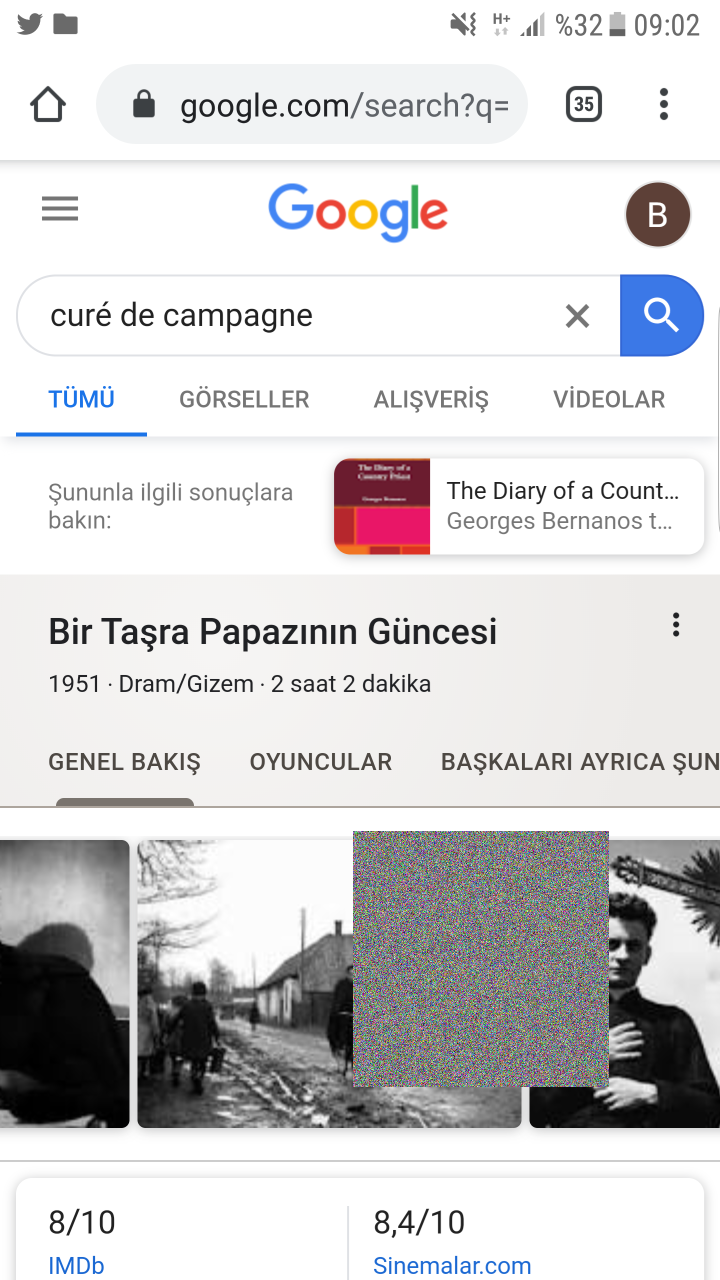 H+ %32 09:02
google.com/search?q=
35
Google
B
curé de campagne
TÜMÜ GÖRSELLER ALIŞVERİŞ VİDEOLAR
Şununla ilgili sonuçlara
bakın:
The Diary of a
Country Priest
Georges Bernanos
The Diary of a Count...
Georges Bernanos t...
Bir Taşra Papazının Güncesi
1951 · Dram/Gizem · 2 saat 2 dakika
GENEL BAKIŞ OYUNCULAR BAŞKALARI AYRICA ŞUN
8/10 8,4/10
IMDb Sinemalar.com